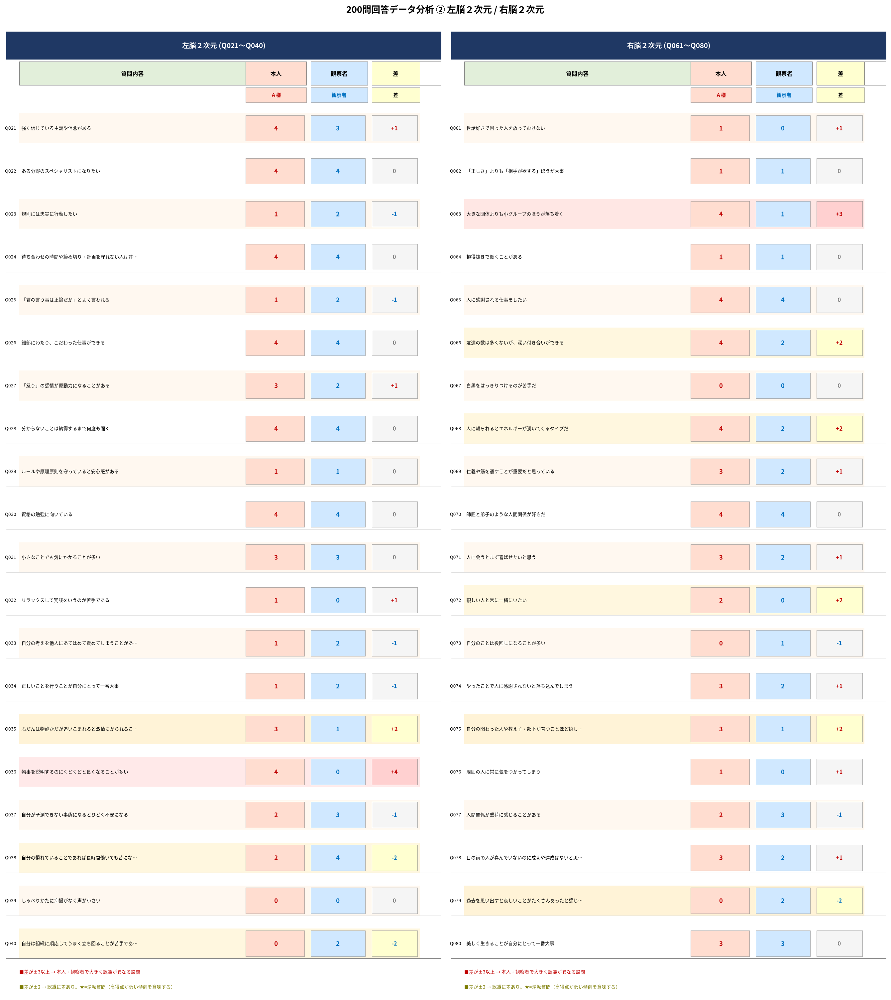 200問回答データ分析 ② 左脳２次元 / 右脳２次元
左脳２次元 (Q021～Q040)
質問内容 本人 観察者 差
Ａ様 観察者 差
Q021 強く信じている主義や信念がある 4 3 +1
Q022 ある分野のスペシャリストになりたい 4 4 0
Q023 規則には忠実に行動したい 1 2 -1
Q024 待ち合わせの時間や締め切り・計画を守れない人は許… 4 4 0
Q025 「君の言う事は正論だが」とよく言われる 1 2 -1
Q026 細部にわたり、こだわった仕事ができる 4 4 0
Q027 「怒り」の感情が原動力になることがある 3 2 +1
Q028 分からないことは納得するまで何度も聞く 4 4 0
Q029 ルールや原理原則を守っていると安心感がある 1 1 0
Q030 資格の勉強に向いている 4 4 0
Q031 小さなことでも気にかかることが多い 3 3 0
Q032 リラックスして冗談をいうのが苦手である 1 0 +1
Q033 自分の考えを他人にあてはめて責めてしまうことがあ… 1 2 -1
Q034 正しいことを行うことが自分にとって一番大事 1 2 -1
Q035 ふだんは物静かだが追いこまれると激情にかられるこ… 3 1 +2
Q036 物事を説明するのにくどくどと長くなることが多い 4 0 +4
Q037 自分が予測できない事態になるとひどく不安になる 2 3 -1
Q038 自分の慣れていることであれば長時間働いても苦にな… 2 4 -2
Q039 しゃべりかたに抑揚がなく声が小さい 0 0 0
Q040 自分は組織に順応してうまく立ち回ることが苦手であ… 0 2 -2
■差が±3以上 → 本人・観察者で大きく認識が異なる設問
■差が±2 → 認識に差あり。★=逆転質問（高得点が低い傾向を意味する）
右脳２次元 (Q061～Q080)
質問内容 本人 観察者 差
Ａ様 観察者 差
Q061 世話好きで困った人を放っておけない 1 0 +1
Q062 「正しさ」よりも「相手が欲する」ほうが大事 1 1 0
Q063 大きな団体よりも小グループのほうが落ち着く 4 1 +3
Q064 損得抜きで働くことがある 1 1 0
Q065 人に感謝される仕事をしたい 4 4 0
Q066 友達の数は多くないが、深い付き合いができる 4 2 +2
Q067 白黒をはっきりつけるのが苦手だ 0 0 0
Q068 人に頼られるとエネルギーが湧いてくるタイプだ 4 2 +2
Q069 仁義や筋を通すことが重要だと思っている 3 2 +1
Q070 師匠と弟子のような人間関係が好きだ 4 4 0
Q071 人に会うとまず喜ばせたいと思う 3 2 +1
Q072 親しい人と常に一緒にいたい 2 0 +2
Q073 自分のことは後回しになることが多い 0 1 -1
Q074 やったことで人に感謝されないと落ち込んでしまう 3 2 +1
Q075 自分の関わった人や教え子・部下が育つことほど嬉し… 3 1 +2
Q076 周囲の人に常に気をつかってしまう 1 0 +1
Q077 人間関係が重荷に感じることがある 2 3 -1
Q078 目の前の人が喜んでいないのに成功や達成はないと思… 3 2 +1
Q079 過去を思い出すと哀しいことがたくさんあったと感じ… 0 2 -2
Q080 美しく生きることが自分にとって一番大事 3 3 0
■差が±3以上 → 本人・観察者で大きく認識が異なる設問
■差が±2 → 認識に差あり。★=逆転質問（高得点が低い傾向を意味する）